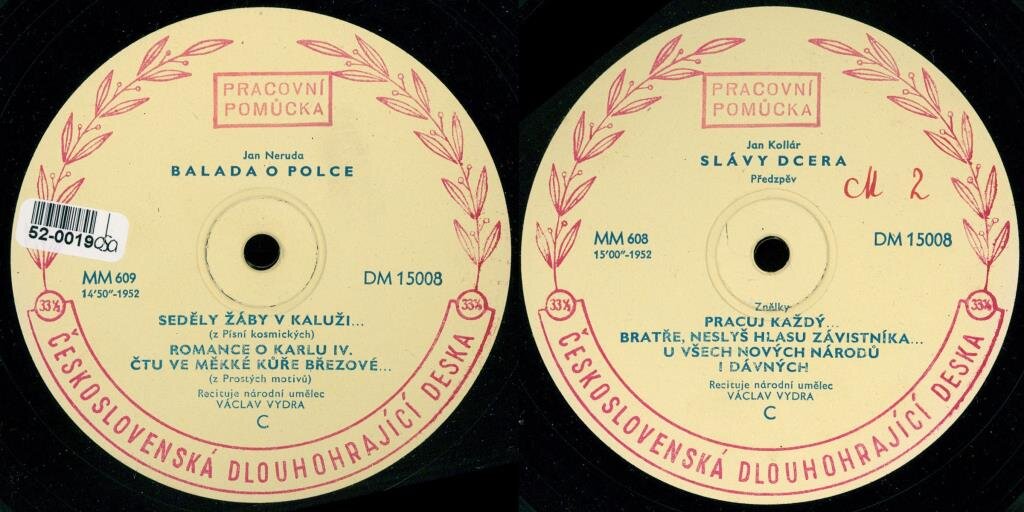 PRACOVNÍ
POMŮCKA
Jan Neruda
BALADA O POLCE
52-0019
MM 609
14'50"-1952
DM 15008
SEDĚLY ŽÁBY V KALUŽI...
(z Písní kosmických)
ROMANCE O KARLU IV.
ČTU VE MĚKKÉ KŮŘE BŘEZOVÉ...
(z Prostých motivů)
Recituje národní umělec
VÁCLAV VYDRA
C
33⅓
33⅓
ČESKOSLOVENSKÁ DLOUHOHRAJÍCÍ DESKA
PRACOVNÍ
POMŮCKA
Jan Kollár
SLÁVY DCERA
Předzpěv
M 2
MM 608
15'00"-1952
DM 15008
Znělky
PRACUJ KAŽDÝ...
BRATŘE, NESLYŠ HLASU ZÁVISTNÍKA...
U VŠECH NOVÝCH NÁRODŮ
I DÁVNÝCH
Recituje národní umělec
VÁCLAV VYDRA
C
33⅓
33⅓
ČESKOSLOVENSKÁ DLOUHOHRAJÍCÍ DESKA